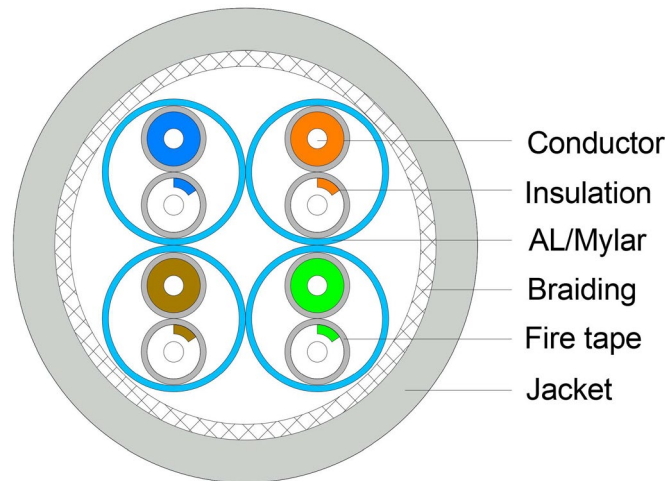 Conductor
Insulation
AL/Mylar
Braiding
Fire tape
Jacket